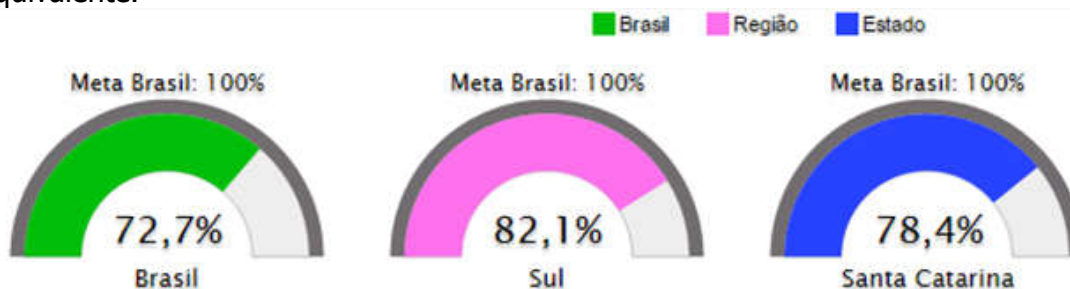 quivalente.
Brasil Região Estado
Meta Brasil: 100% Meta Brasil: 100% Meta Brasil: 100%
72,7% 82,1% 78,4%
Brasil Sul Santa Catarina